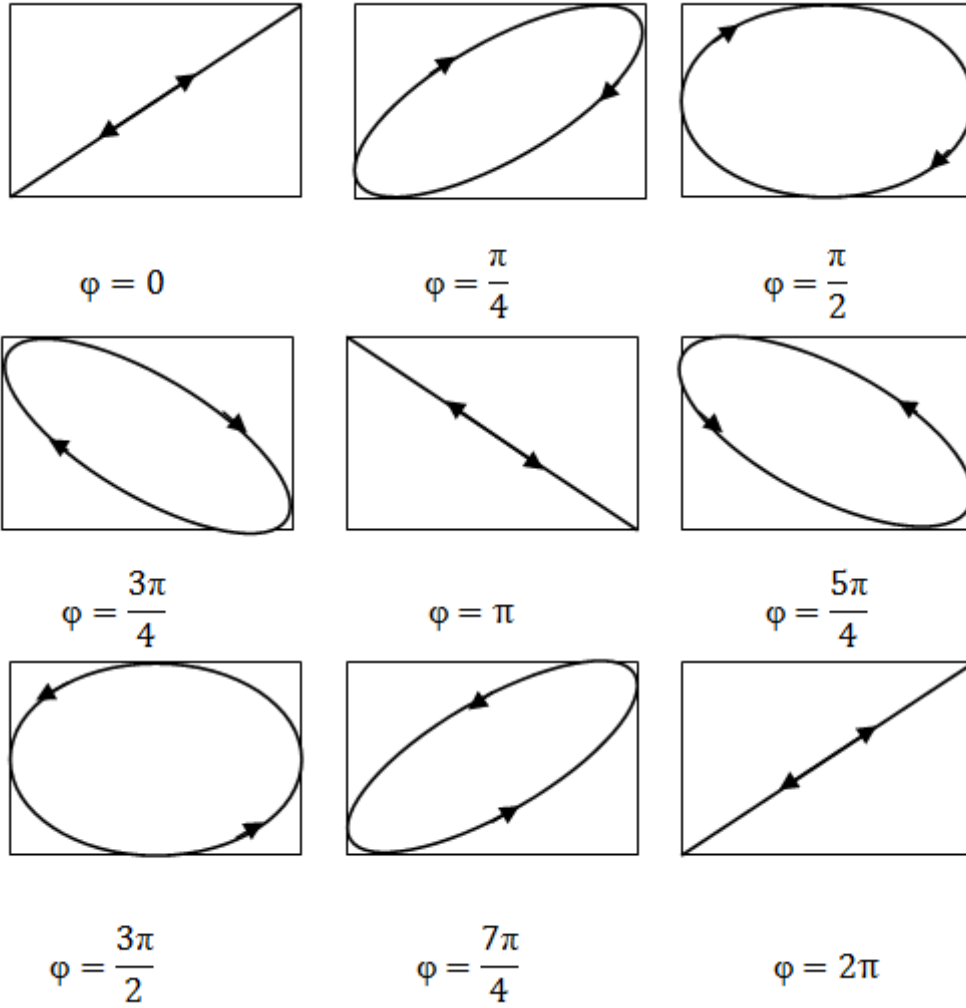 φ = 0
φ = π/4
φ = π/2
φ = 3π/4
φ = π
φ = 5π/4
φ = 3π/2
φ = 7π/4
φ = 2π